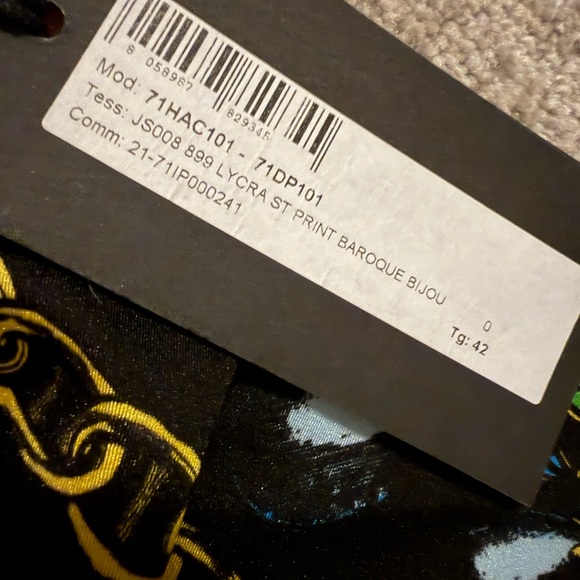 8 058987 829345
Mod: 71HAC101 - 71DP101
Tess: JS008 899 LYCRA ST PRINT BAROQUE BIJOU
Comm: 21-71IP000241
0
Tg: 42